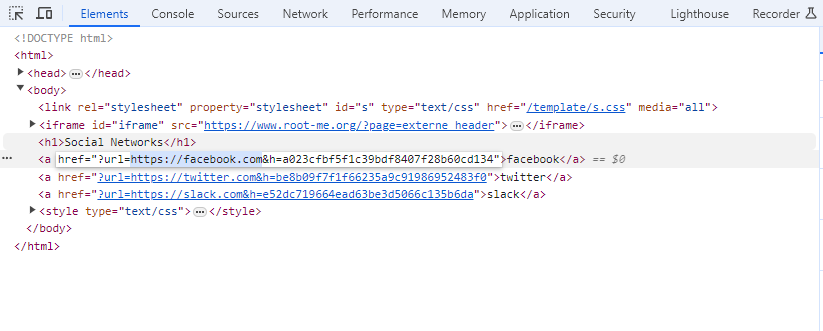 Elements Console Sources Network Performance Memory Application Security Lighthouse Recorder
<!DOCTYPE html>
<html>
<head> … </head>
<body>
<link rel="stylesheet" property="stylesheet" id="s" type="text/css" href="/template/s.css" media="all">
<iframe id="iframe" src="https://www.root-me.org/?page=externe_header"> … </iframe>
<h1>Social Networks</h1>
… <a href="?url=https://facebook.com&h=a023cfbf5f1c39bdf8407f28b60cd134">facebook</a> == $0
<a href="?url=https://twitter.com&h=be8b09f7f1f66235a9c91986952483f0">twitter</a>
<a href="?url=https://slack.com&h=e52dc719664ead63be3d5066c135b6da">slack</a>
<style type="text/css"> … </style>
</body>
</html>